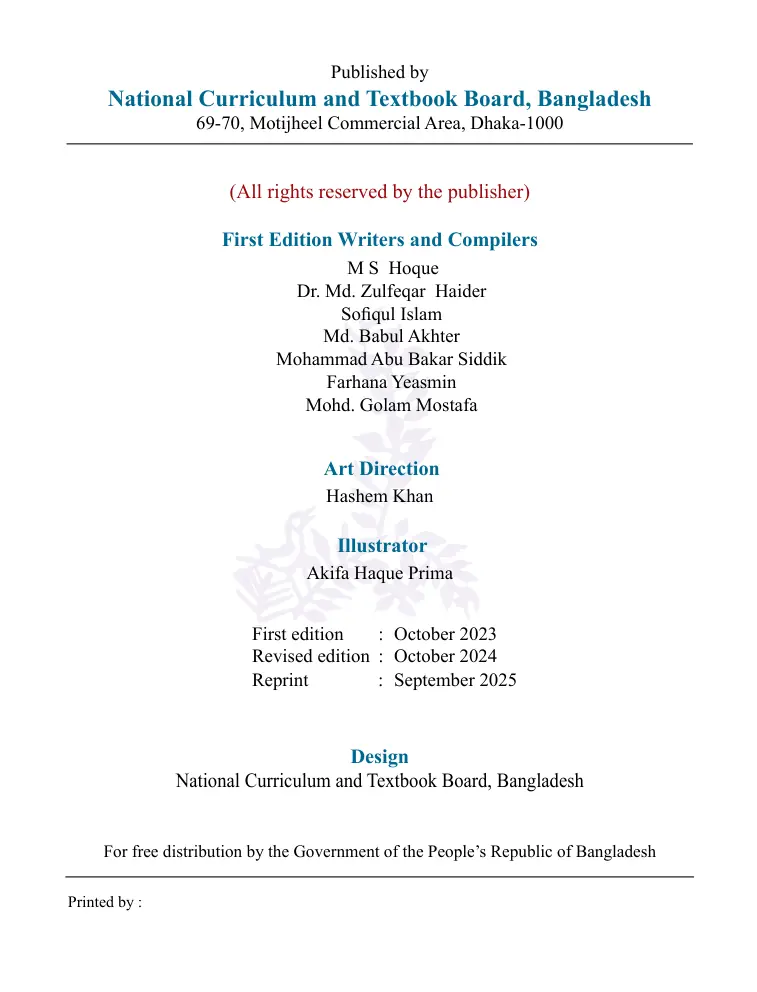 Published by
National Curriculum and Textbook Board, Bangladesh
69-70, Motijheel Commercial Area, Dhaka-1000
(All rights reserved by the publisher)
First Edition Writers and Compilers
M S Hoque
Dr. Md. Zulfeqar Haider
Sofiqul Islam
Md. Babul Akhter
Mohammad Abu Bakar Siddik
Farhana Yeasmin
Mohd. Golam Mostafa
Art Direction
Hashem Khan
Illustrator
Akifa Haque Prima
First edition : October 2023
Revised edition : October 2024
Reprint : September 2025
Design
National Curriculum and Textbook Board, Bangladesh
For free distribution by the Government of the People’s Republic of Bangladesh
Printed by :